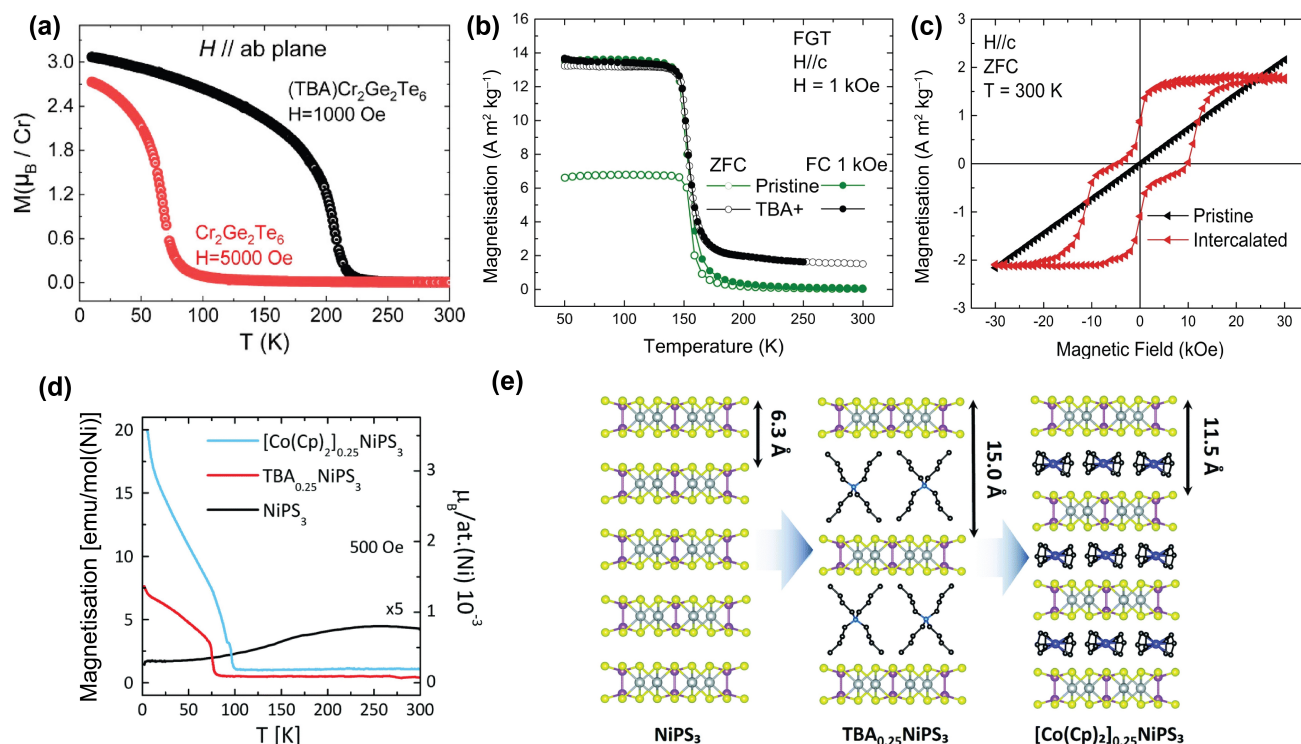 (a)
H // ab plane
(TBA)Cr₂Ge₂Te₆
H=1000 Oe
Cr₂Ge₂Te₆
H=5000 Oe
M(μ_B / Cr)
3.0
2.4
1.8
1.2
0.6
0.0
0 50 100 150 200 250 300
T (K)
(b)
FGT
H//c
H = 1 kOe
ZFC FC 1 kOe
Pristine
TBA+
Magnetisation (A m² kg⁻¹)
16
14
12
10
8
6
4
2
0
50 100 150 200 250 300
Temperature (K)
(c)
H//c
ZFC
T = 300 K
Pristine
Intercalated
Magnetisation (A m² kg⁻¹)
3
2
1
0
-1
-2
-3
-30 -20 -10 0 10 20 30
Magnetic Field (kOe)
(d)
[Co(Cp)₂]₀.₂₅NiPS₃
TBA₀.₂₅NiPS₃
NiPS₃
500 Oe
x5
Magnetisation [emu/mol(Ni)]
20
15
10
5
0
3
2
1
0
μ_B/at.(Ni) 10⁻³
0 50 100 150 200 250 300
T [K]
(e)
6.3 Å
15.0 Å
11.5 Å
NiPS₃
TBA₀.₂₅NiPS₃
[Co(Cp)₂]₀.₂₅NiPS₃